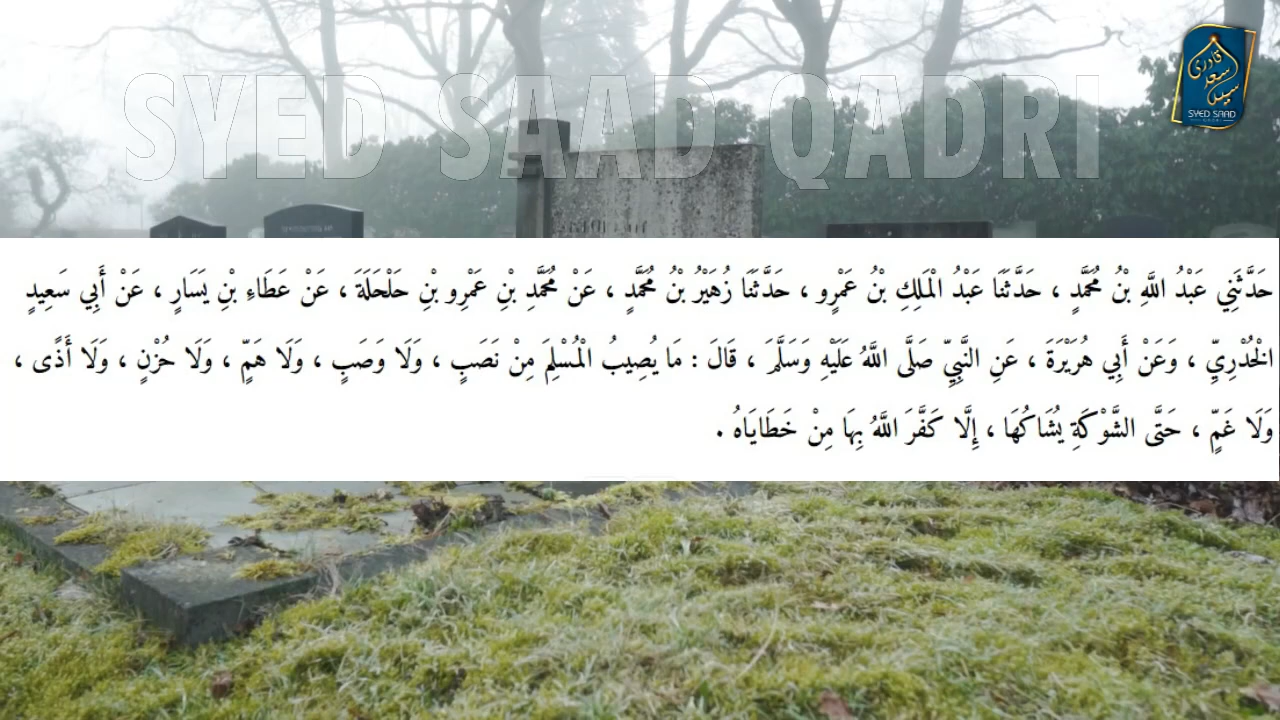 SYED SAAD QADRI
SYED SAAD
حَدَّثَنِي عَبْدُ اللَّهِ بْنُ مُحَمَّدٍ ، حَدَّثَنَا عَبْدُ الْمَلِكِ بْنُ عَمْرٍو ، حَدَّثَنَا زُهَيْرُ بْنُ مُحَمَّدٍ ، عَنْ مُحَمَّدِ بْنِ عَمْرِو بْنِ حَلْحَلَةَ ، عَنْ عَطَاءِ بْنِ يَسَارٍ ، عَنْ أَبِي سَعِيدٍ
الْخُدْرِيِّ ، وَعَنْ أَبِي هُرَيْرَةَ ، عَنِ النَّبِيِّ صَلَّى اللَّهُ عَلَيْهِ وَسَلَّمَ ، قَالَ : مَا يُصِيبُ الْمُسْلِمَ مِنْ نَصَبٍ ، وَلَا وَصَبٍ ، وَلَا هَمٍّ ، وَلَا حُزْنٍ ، وَلَا أَذًى ،
وَلَا غَمٍّ ، حَتَّى الشَّوْكَةِ يُشَاكُهَا ، إِلَّا كَفَّرَ اللَّهُ بِهَا مِنْ خَطَايَاهُ .